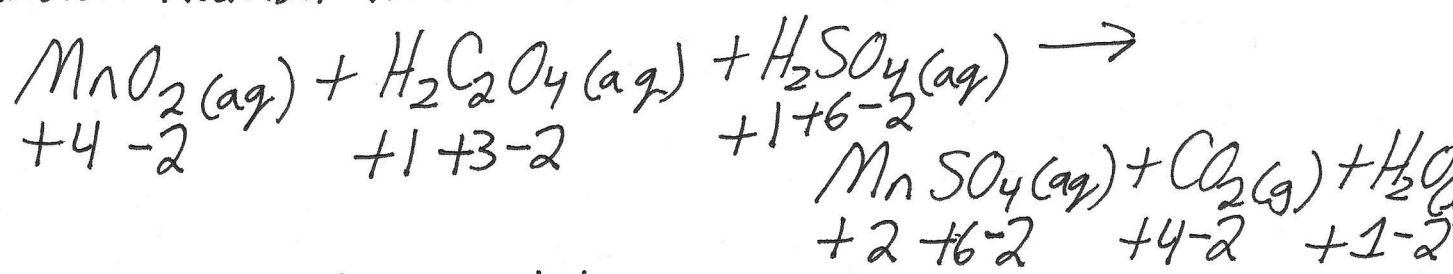 MnO₂(aq) + H₂C₂O₄(aq) + H₂SO₄(aq) →
+4 -2 +1 +3 -2 +1 +6 -2
MnSO₄(aq) + CO₂(g) + H₂O
+2 +6 -2 +4 -2 +1 -2